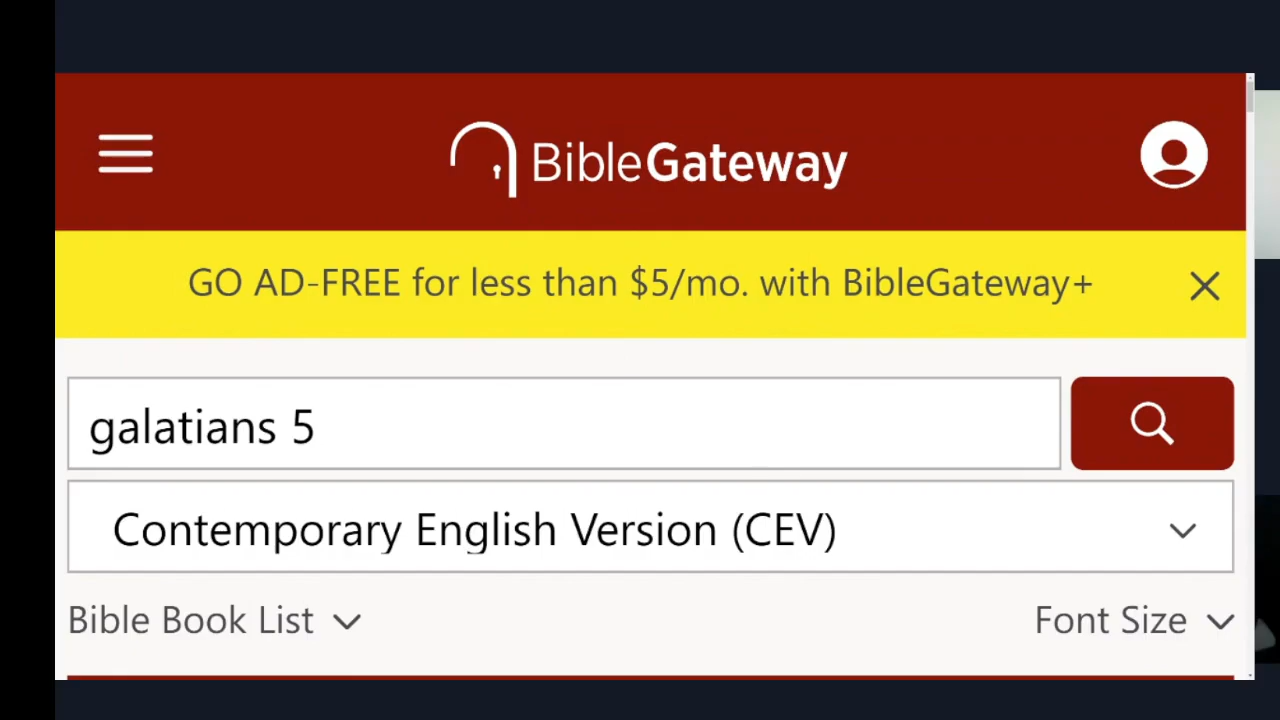 BibleGateway
GO AD-FREE for less than $5/mo. with BibleGateway+
galatians 5
Contemporary English Version (CEV)
Bible Book List
Font Size